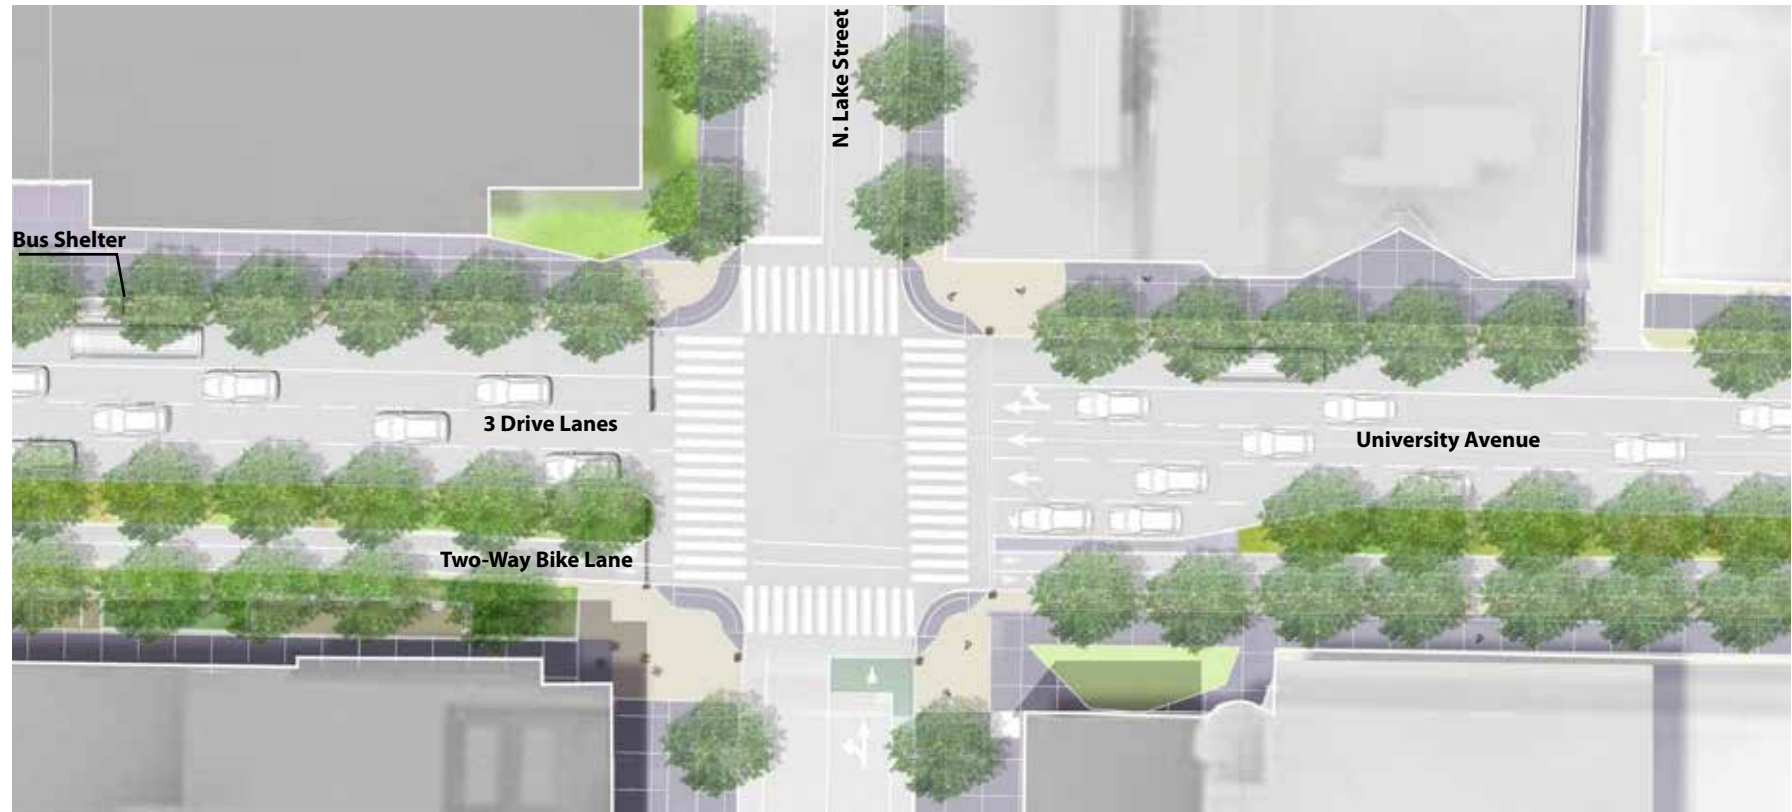 N. Lake Street
Bus Shelter
3 Drive Lanes
University Avenue
Two-Way Bike Lane